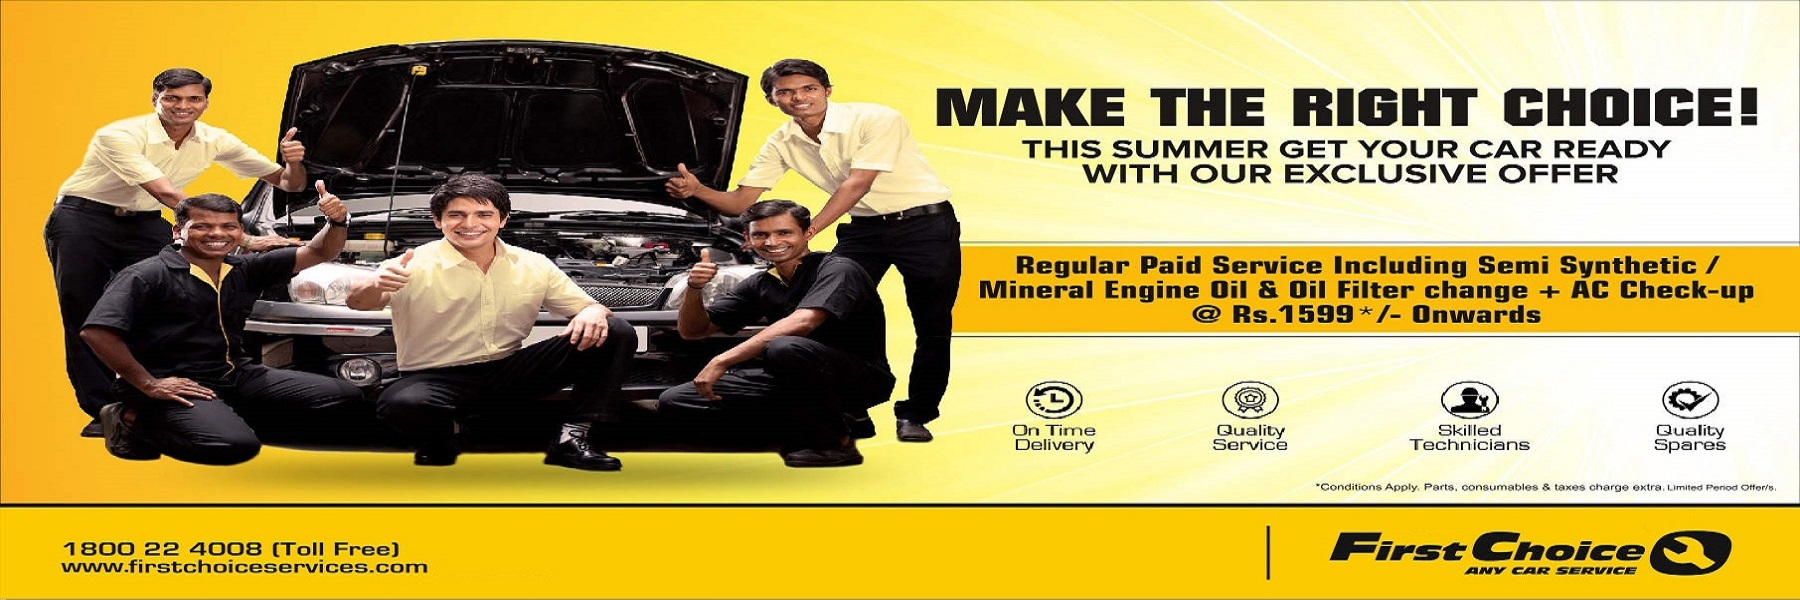 MAKE THE RIGHT CHOICE!
THIS SUMMER GET YOUR CAR READY
WITH OUR EXCLUSIVE OFFER
Regular Paid Service Including Semi Synthetic /
Mineral Engine Oil & Oil Filter change + AC Check-up
@ Rs.1599*/- Onwards
On Time
Delivery
Quality
Service
Skilled
Technicians
Quality
Spares
*Conditions Apply. Parts, consumables & taxes charge extra. Limited Period Offer/s.
1800 22 4008 (Toll Free)
www.firstchoiceservices.com
First Choice
ANY CAR SERVICE